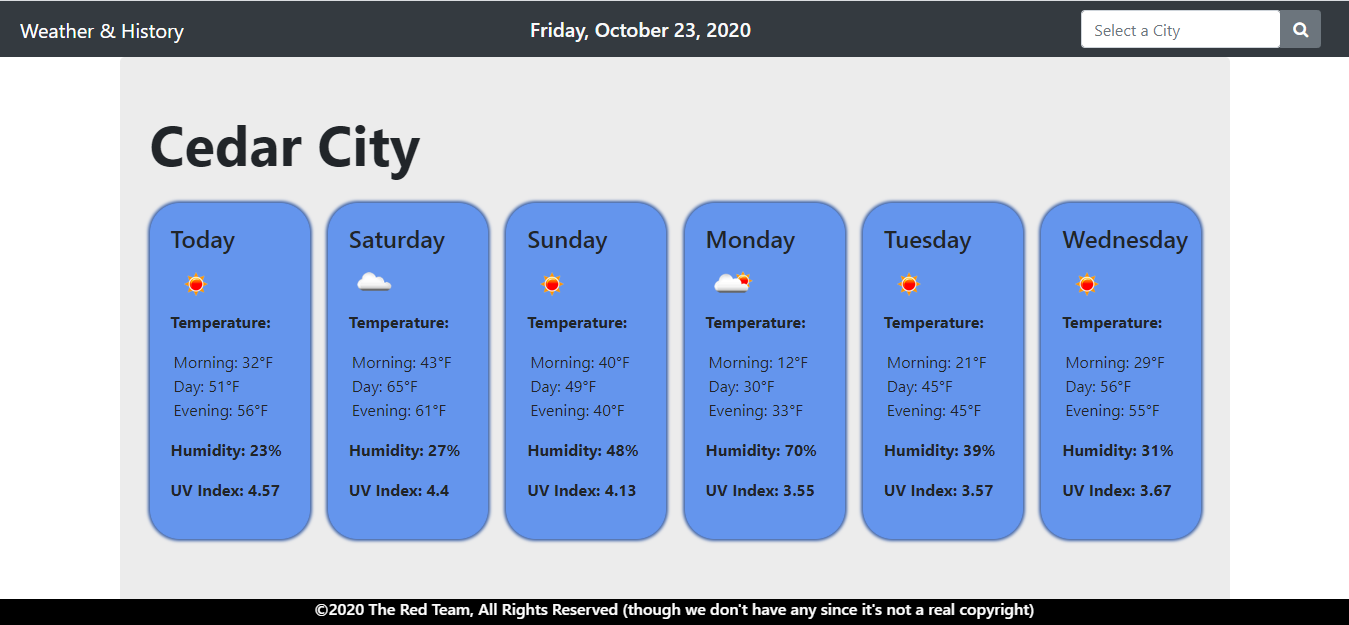 Weather & History
Friday, October 23, 2020
Select a City
Cedar City
Today
Temperature:
Morning: 32°F
Day: 51°F
Evening: 56°F
Humidity: 23%
UV Index: 4.57
Saturday
Temperature:
Morning: 43°F
Day: 65°F
Evening: 61°F
Humidity: 27%
UV Index: 4.4
Sunday
Temperature:
Morning: 40°F
Day: 49°F
Evening: 40°F
Humidity: 48%
UV Index: 4.13
Monday
Temperature:
Morning: 12°F
Day: 30°F
Evening: 33°F
Humidity: 70%
UV Index: 3.55
Tuesday
Temperature:
Morning: 21°F
Day: 45°F
Evening: 45°F
Humidity: 39%
UV Index: 3.57
Wednesday
Temperature:
Morning: 29°F
Day: 56°F
Evening: 55°F
Humidity: 31%
UV Index: 3.67
©2020 The Red Team, All Rights Reserved (though we don't have any since it's not a real copyright)